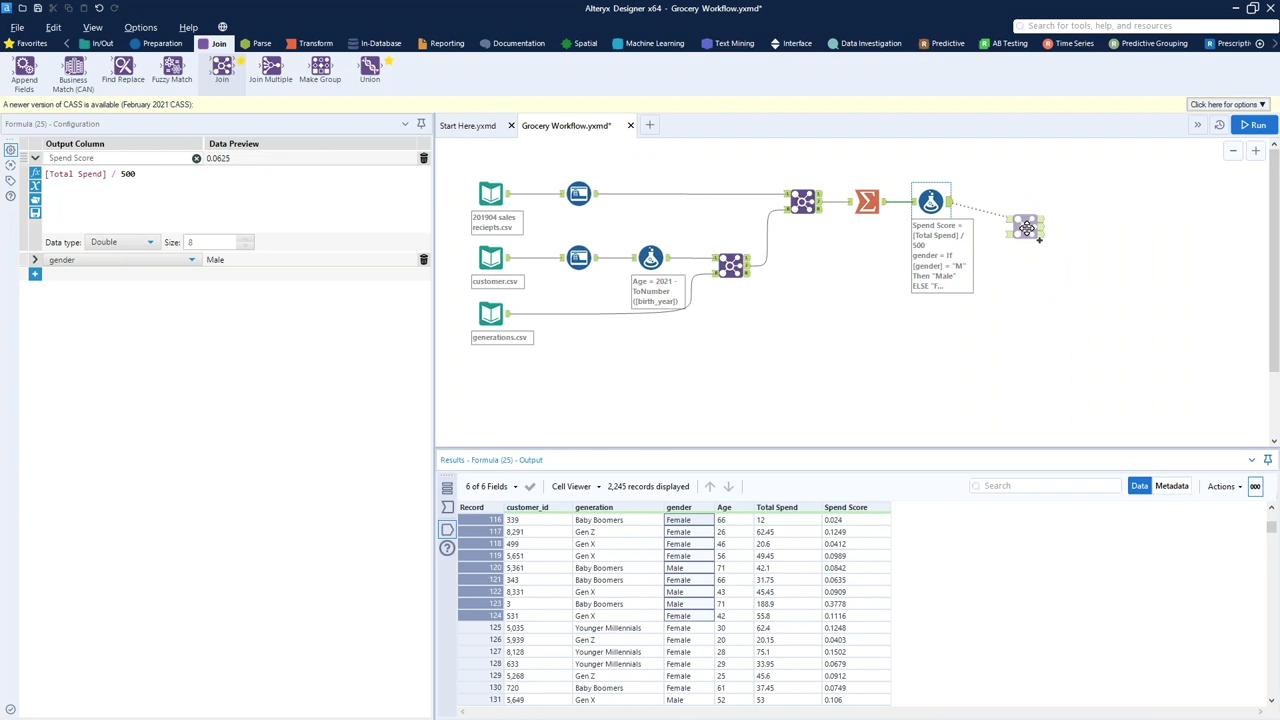 Alteryx Designer x64 - Grocery Workflow.yxmd*
File Edit View Options Help
Search for tools, help, and resources
Favorites In/Out Preparation Join Parse Transform In-Database Reporting Documentation Spatial Machine Learning Text Mining Interface Data Investigation Predictive AB Testing Time Series Predictive Grouping Prescripti
Append Fields
Business Match (CAN)
Find Replace
Fuzzy Match
Join
Join Multiple
Make Group
Union
A newer version of CASS is available (February 2021 CASS):
Click here for options ▼
Formula (25) - Configuration
Output Column Data Preview
Spend Score 0.0625
[Total Spend] / 500
Data type: Double Size: 8
gender Male
Start Here.yxmd
Grocery Workflow.yxmd*
Run
201904 sales
reciepts.csv
customer.csv
generations.csv
Age = 2021 -
ToNumber
([birth_year])
Spend Score =
[Total Spend] /
500
gender = If
[gender] = "M"
Then "Male"
ELSE "F...
Results - Formula (25) - Output
6 of 6 Fields Cell Viewer 2,245 records displayed Search Data Metadata Actions 000
Record customer_id generation gender Age Total Spend Spend Score
116 339 Baby Boomers Female 66 12 0.024
117 8,291 Gen Z Female 26 62.45 0.1249
118 499 Gen X Female 46 20.6 0.0412
119 5,651 Gen X Female 56 49.45 0.0989
120 5,361 Baby Boomers Male 71 42.1 0.0842
121 343 Baby Boomers Female 66 31.75 0.0635
122 8,331 Gen X Male 43 45.45 0.0909
123 3 Baby Boomers Male 71 188.9 0.3778
124 531 Gen X Female 42 55.8 0.1116
125 5,035 Younger Millennials Female 30 62.4 0.1248
126 5,939 Gen Z Female 20 20.15 0.0403
127 8,128 Younger Millennials Female 28 75.1 0.1502
128 633 Younger Millennials Female 29 33.95 0.0679
129 5,268 Gen Z Female 25 45.6 0.0912
130 720 Baby Boomers Female 61 37.45 0.0749
131 5,649 Gen X Male 52 53 0.106